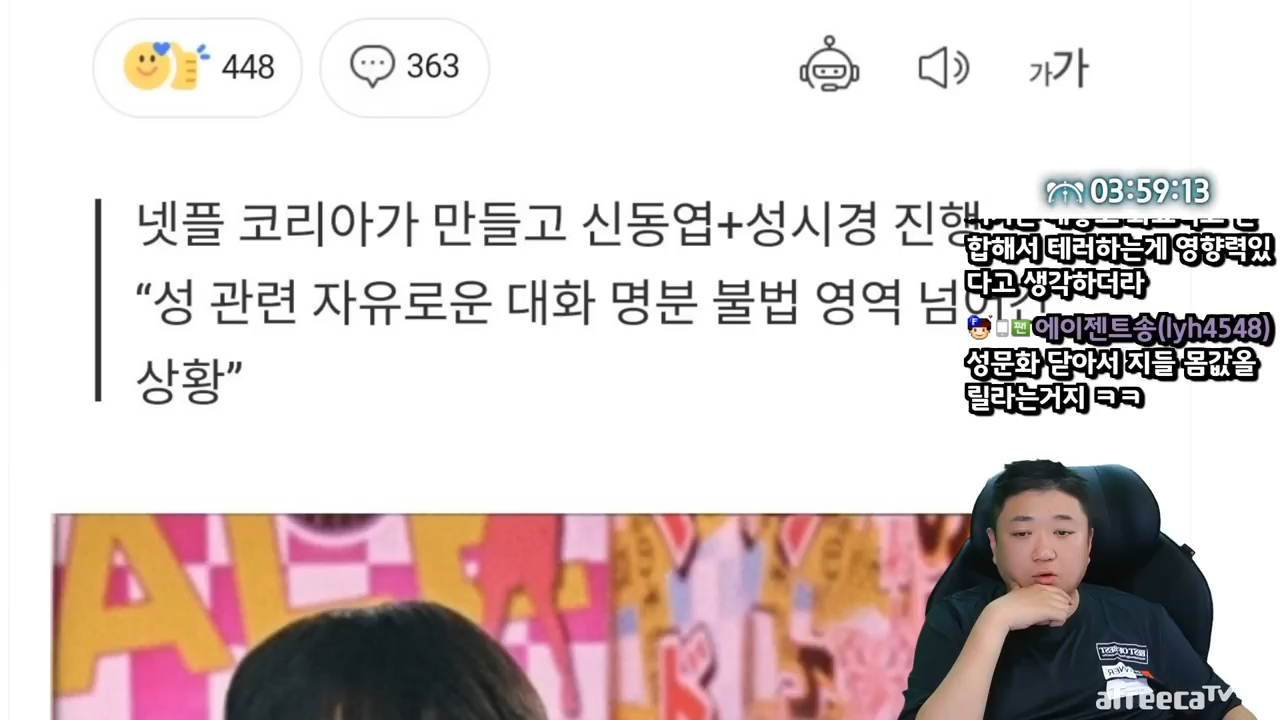 448
363
가가
넷플 코리아가 만들고 신동엽+성시경 진행
“성 관련 자유로운 대화 명분 불법 영역 넘
상황”
03:59:13
합해서 테러하는게 영향력있
다고 생각하더라
에이젠트송(lyh4548)
성문화 닫아서 지들 몸값올
릴라는거지 ㅋㅋ
afreecaTV